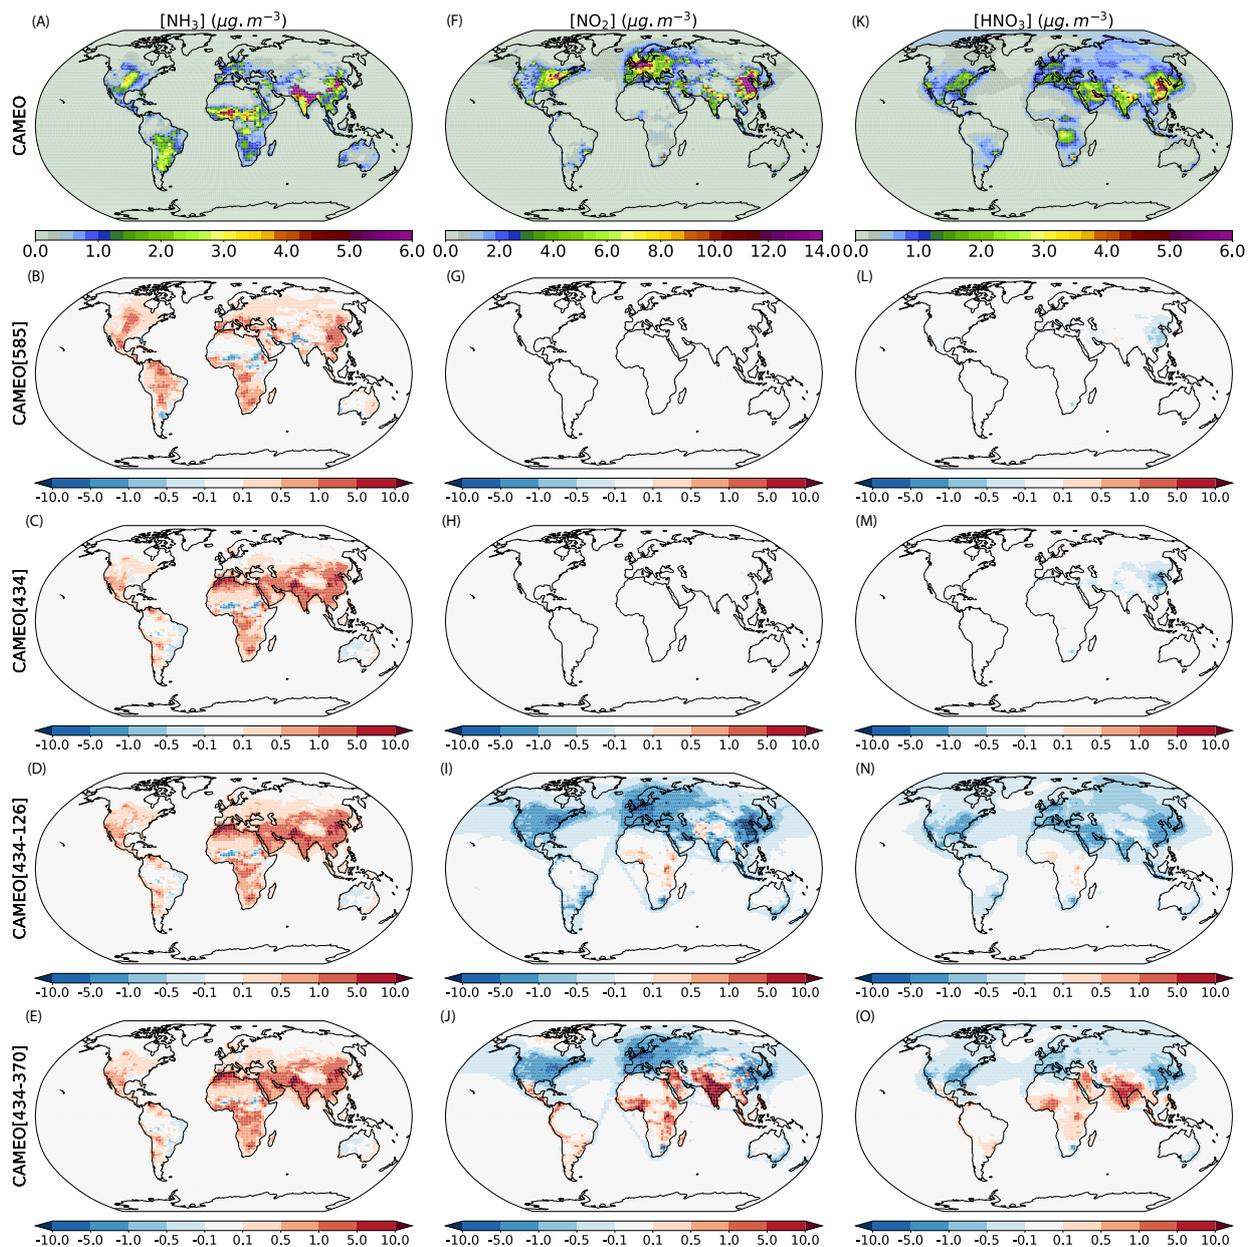 (A) [NH₃] (μg.m⁻³) (F) [NO₂] (μg.m⁻³) (K) [HNO₃] (μg.m⁻³)
CAMEO
0.0 1.0 2.0 3.0 4.0 5.0 6.0 0.0 2.0 4.0 6.0 8.0 10.0 12.0 14.0 0.0 1.0 2.0 3.0 4.0 5.0 6.0
(B) (G) (L)
CAMEO[585]
-10.0 -5.0 -1.0 -0.5 -0.1 0.1 0.5 1.0 5.0 10.0 -10.0 -5.0 -1.0 -0.5 -0.1 0.1 0.5 1.0 5.0 10.0 -10.0 -5.0 -1.0 -0.5 -0.1 0.1 0.5 1.0 5.0 10.0
(C) (H) (M)
CAMEO[434]
-10.0 -5.0 -1.0 -0.5 -0.1 0.1 0.5 1.0 5.0 10.0 -10.0 -5.0 -1.0 -0.5 -0.1 0.1 0.5 1.0 5.0 10.0 -10.0 -5.0 -1.0 -0.5 -0.1 0.1 0.5 1.0 5.0 10.0
(D) (I) (N)
CAMEO[434-126]
-10.0 -5.0 -1.0 -0.5 -0.1 0.1 0.5 1.0 5.0 10.0 -10.0 -5.0 -1.0 -0.5 -0.1 0.1 0.5 1.0 5.0 10.0 -10.0 -5.0 -1.0 -0.5 -0.1 0.1 0.5 1.0 5.0 10.0
(E) (J) (O)
CAMEO[434-370]
-10.0 -5.0 -1.0 -0.5 -0.1 0.1 0.5 1.0 5.0 10.0 -10.0 -5.0 -1.0 -0.5 -0.1 0.1 0.5 1.0 5.0 10.0 -10.0 -5.0 -1.0 -0.5 -0.1 0.1 0.5 1.0 5.0 10.0